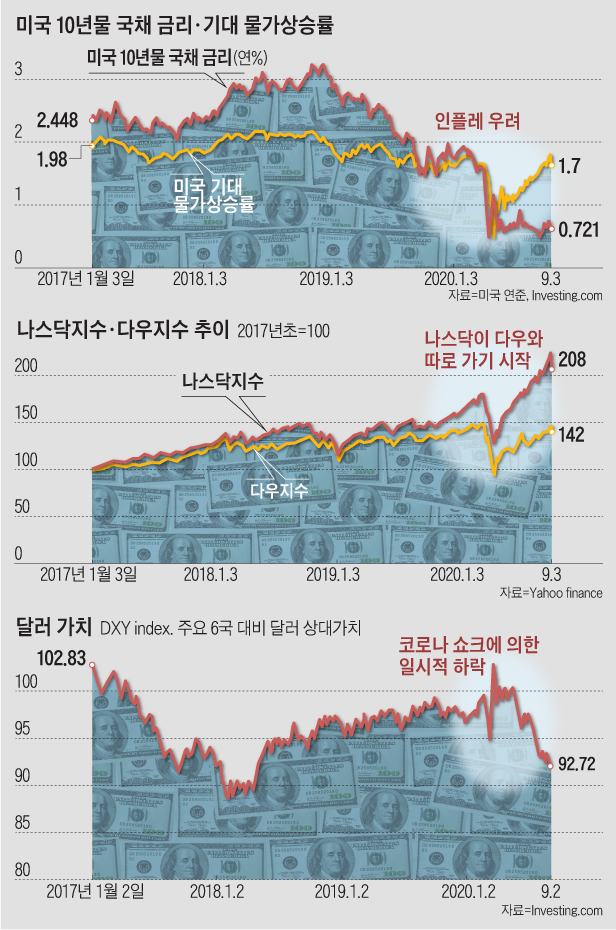 미국 10년물 국채 금리·기대 물가상승률
미국 10년물 국채 금리(연%)
3
2.448
인플레 우려
2
1.98
1.7
미국 기대
물가상승률
1
0.721
0
2017년 1월 3일 2018.1.3 2019.1.3 2020.1.3 9.3
자료=미국 연준, Investing.com
나스닥지수·다우지수 추이 2017년초=100
나스닥이 다우와
따로 가기 시작
200
208
나스닥지수
150
142
100
다우지수
50
0
2017년 1월 3일 2018.1.3 2019.1.3 2020.1.3 9.3
자료=Yahoo finance
달러 가치 DXY index. 주요 6국 대비 달러 상대가치
코로나 쇼크에 의한
일시적 하락
102.83
100
95
92.72
90
85
80
2017년 1월 2일 2018.1.2 2019.1.2 2020.1.2 9.2
자료=Investing.com